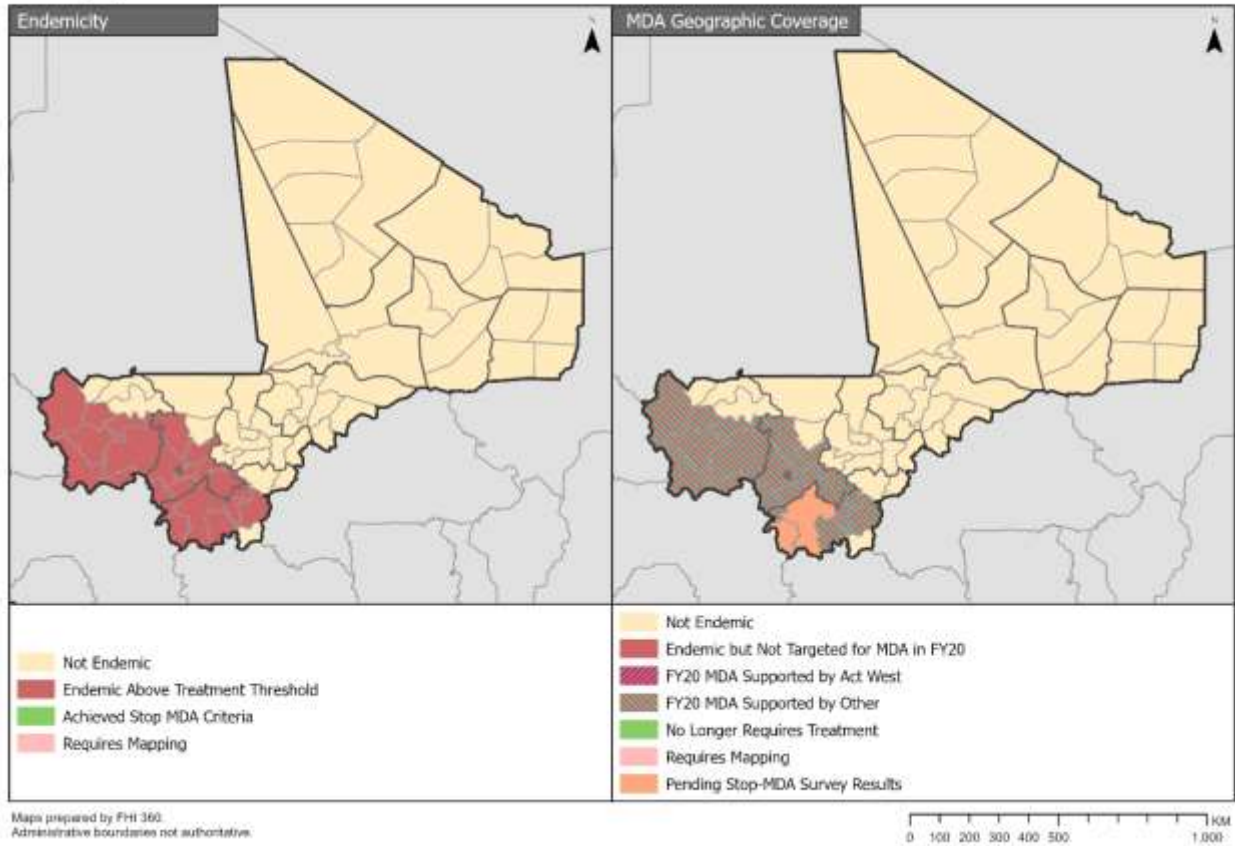 Endemicity
N
MDA Geographic Coverage
N
Not Endemic
Endemic Above Treatment Threshold
Achieved Stop MDA Criteria
Requires Mapping
Not Endemic
Endemic but Not Targeted for MDA in FY20
FY20 MDA Supported by Act West
FY20 MDA Supported by Other
No Longer Requires Treatment
Requires Mapping
Pending Stop-MDA Survey Results
Maps prepared by FHI 360.
Administrative boundaries not authoritative.
KM
0 100 200 300 400 500 1,000